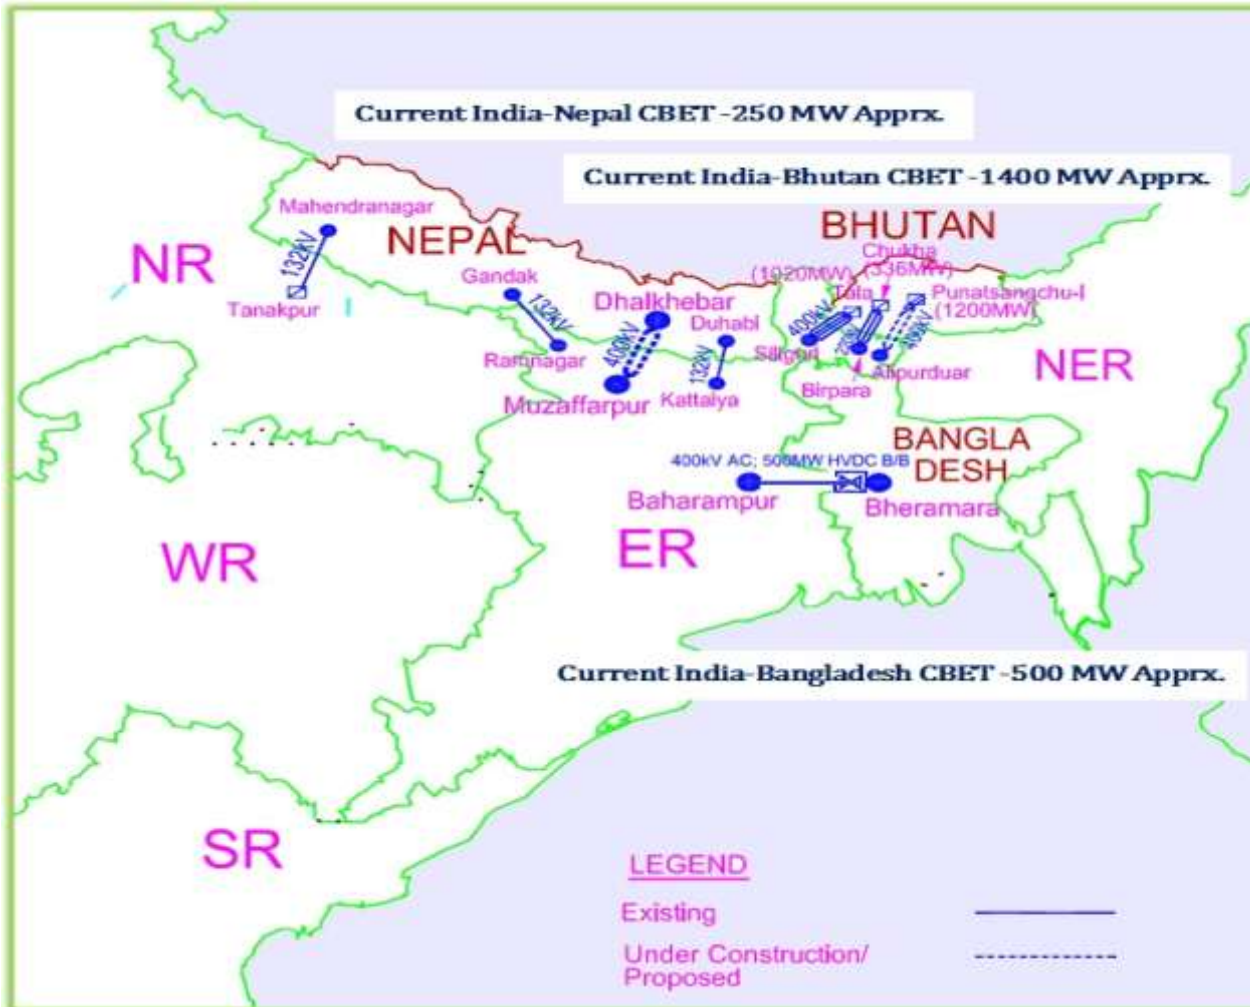 Current India-Nepal CBET -250 MW Apprx.
Current India-Bhutan CBET -1400 MW Apprx.
Mahendranagar
NEPAL
BHUTAN
Chukha
(336MW)
(1020MW)
Tala
Punatsangchu-I
(1200MW)
NR
132kV
Tanakpur
Gandak
132kV
Ramnagar
Dhalkhebar
400kV
Muzaffarpur
Duhabi
132kV
Kattaiya
400kV
Siliguri
Birpara
400kV
Alipurduar
NER
BANGLA
DESH
400kV AC; 500MW HVDC B/B
Baharampur
Bheramara
WR
ER
Current India-Bangladesh CBET -500 MW Apprx.
SR
LEGEND
Existing
Under Construction/
Proposed